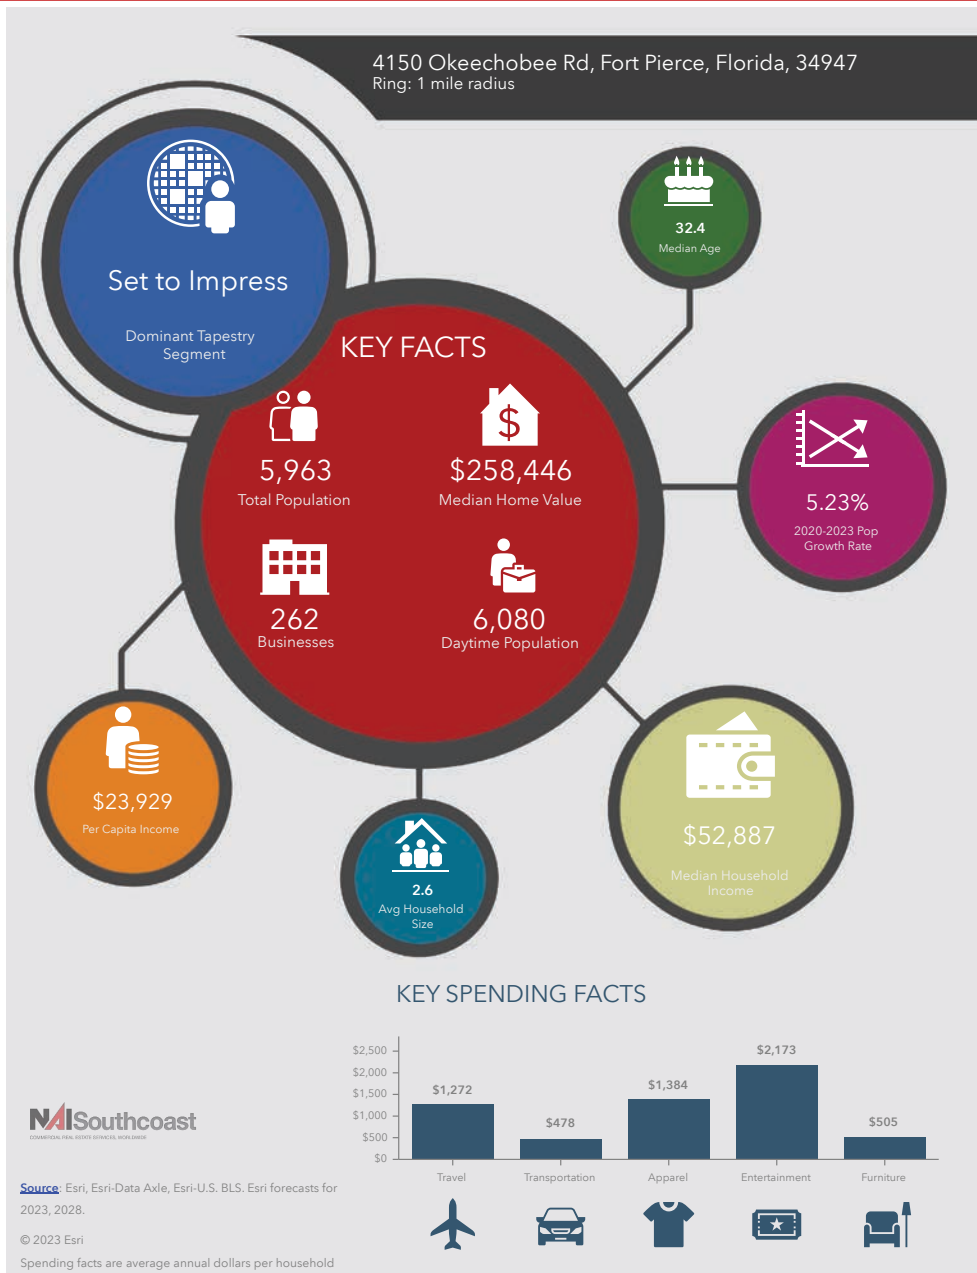 4150 Okeechobee Rd, Fort Pierce, Florida, 34947
Ring: 1 mile radius
Set to Impress
Dominant Tapestry
Segment
32.4
Median Age
KEY FACTS
5,963
Total Population
$258,446
Median Home Value
262
Businesses
6,080
Daytime Population
5.23%
2020-2023 Pop
Growth Rate
$23,929
Per Capita Income
2.6
Avg Household
Size
$52,887
Median Household
Income
KEY SPENDING FACTS
$2,500
$2,000
$1,500
$1,000
$500
$0
$1,272
$478
$1,384
$2,173
$505
Travel
Transportation
Apparel
Entertainment
Furniture
NAISouthcoast
COMMERCIAL REAL ESTATE SERVICES, WORLDWIDE
Source: Esri, Esri-Data Axle, Esri-U.S. BLS. Esri forecasts for
2023, 2028.
© 2023 Esri
Spending facts are average annual dollars per household